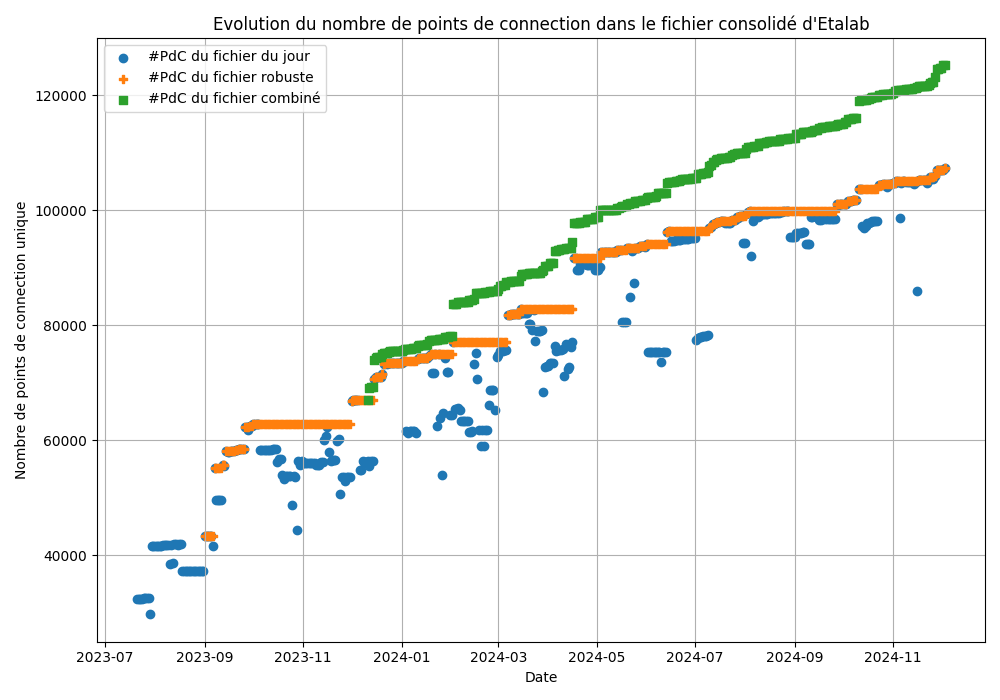 Evolution du nombre de points de connection dans le fichier consolidé d'Etalab
#PdC du fichier du jour
#PdC du fichier robuste
#PdC du fichier combiné
Nombre de points de connection unique
120000
100000
80000
60000
40000
2023-07
2023-09
2023-11
2024-01
2024-03
2024-05
2024-07
2024-09
2024-11
Date